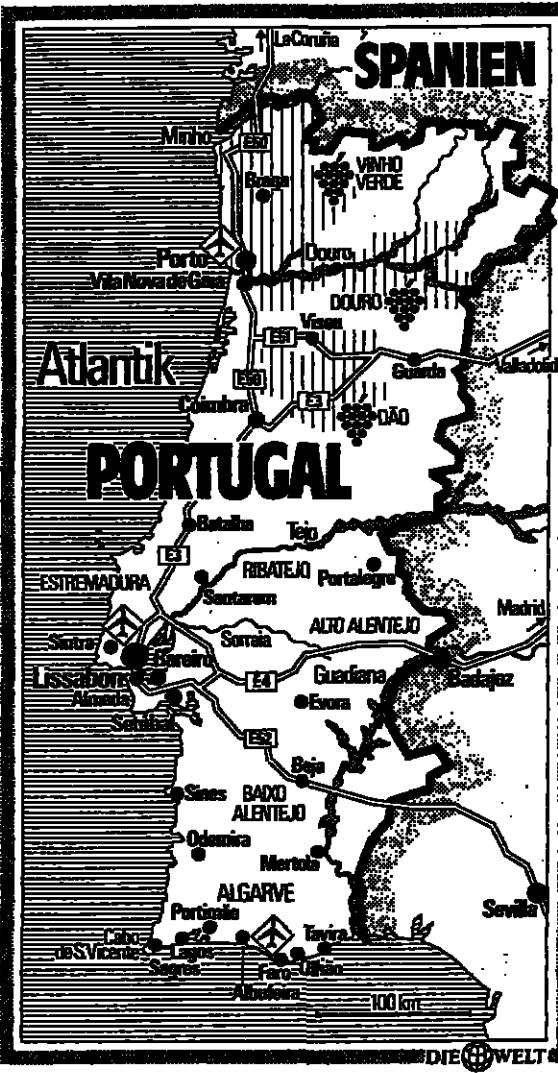 La Coruña
SPANIEN
Minho
E50
Braga
VINHO
VERDE
Porto
Douro
Vila Nova de Gaia
DOURO
Viseu
E51
Atlantik
Guarda
Valladolid
E50
Coimbra
E3
DÃO
PORTUGAL
Batalha
Tejo
E3
RIBATEJO
Portalegre
ESTREMADURA
Santarem
Madrid
Sintra
Sorraia
ALTO ALENTEJO
Bareiro
Lissabon
Guadiana
Badajoz
E4
Almada
Evora
Setúbal
E52
Beja
Sines
BAIXO
ALENTEJO
Odemira
Mertola
ALGARVE
Sevilla
Portimão
Tavira
Cabo
de S. Vicente
Lagos
Sagres
Faro
Olhão
Albufeira
100 km
DIE WELT